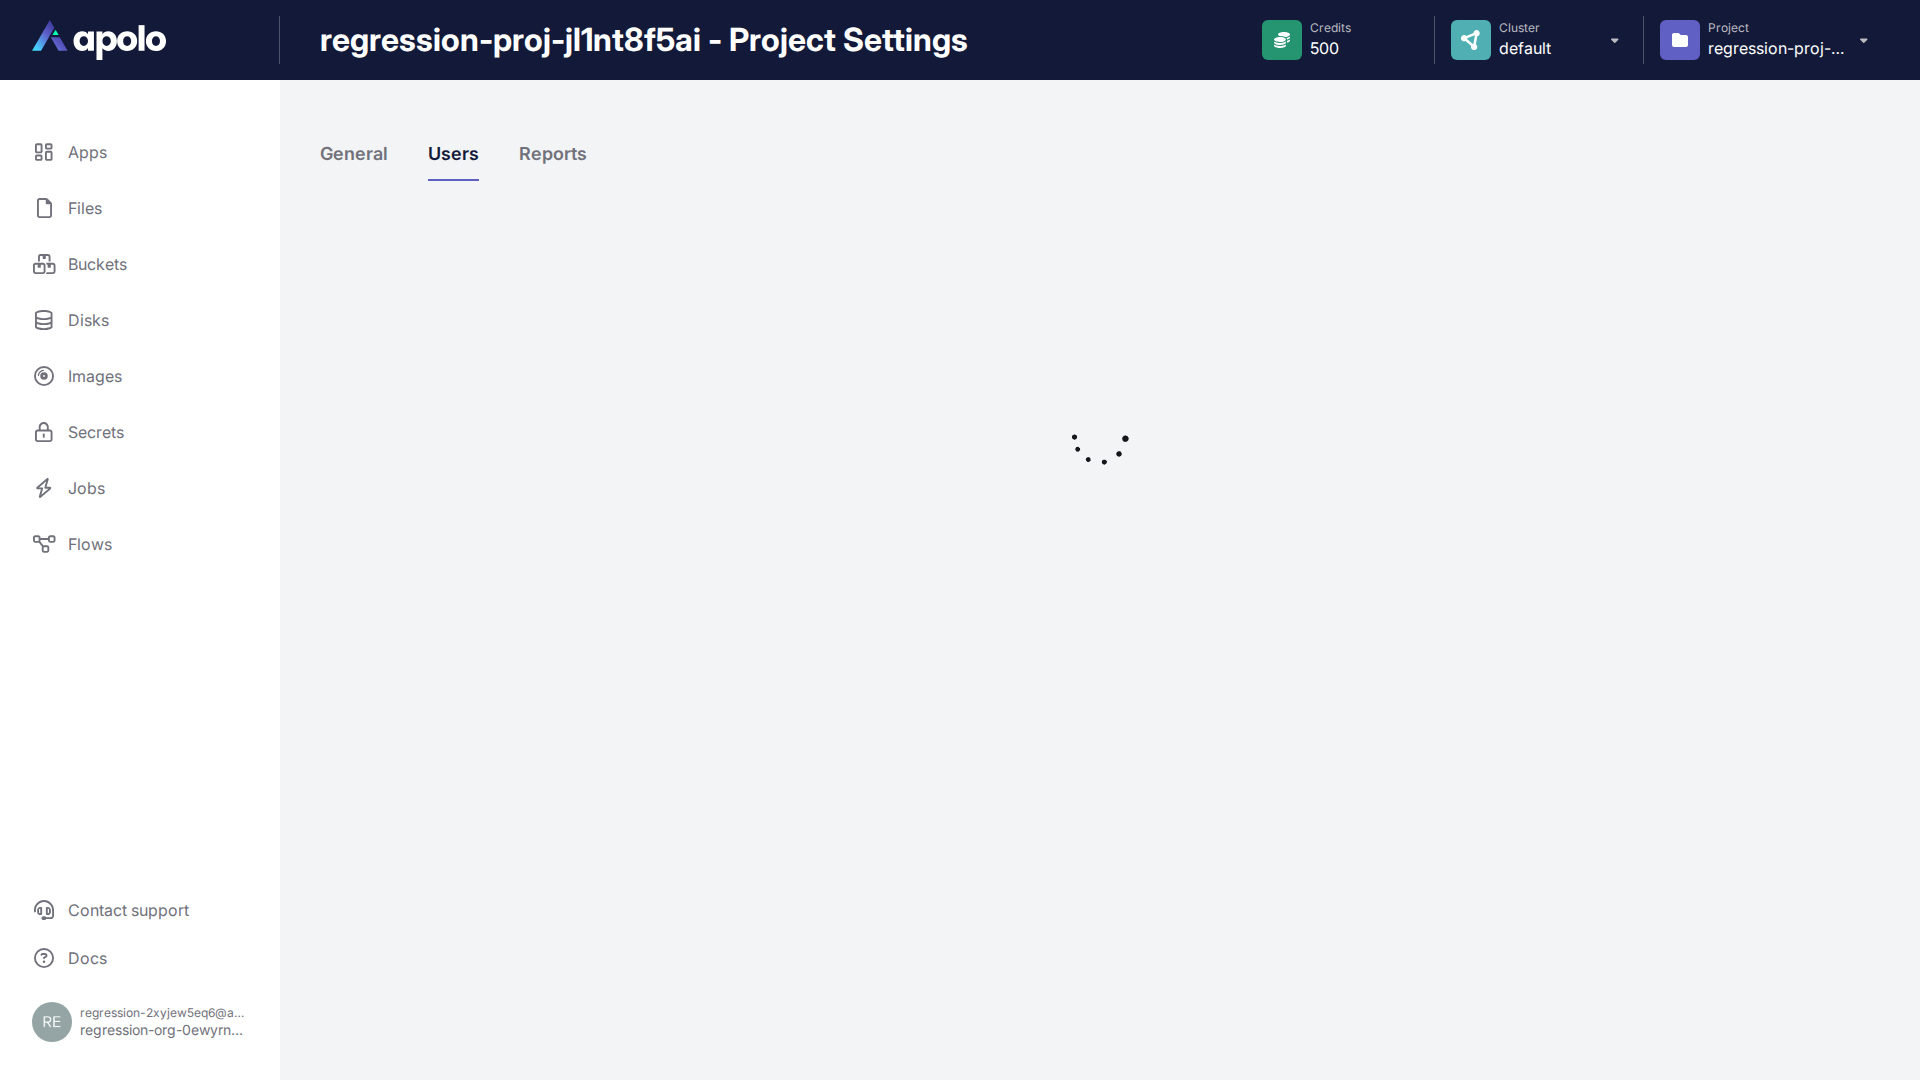 apolo
regression-proj-jl1nt8f5ai - Project Settings
Credits
500
Cluster
default
Project
regression-proj-...
Apps
Files
Buckets
Disks
Images
Secrets
Jobs
Flows
General
Users
Reports
Contact support
Docs
RE
regression-2xyjew5eq6@a...
regression-org-0ewyrn...